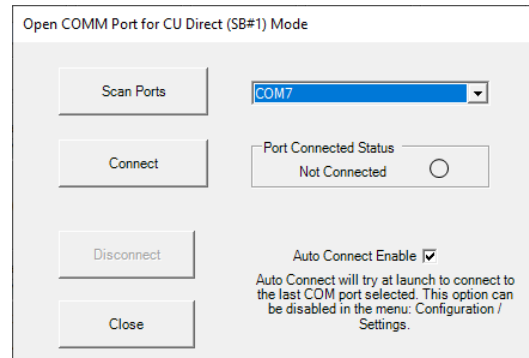 Open COMM Port for CU Direct (SB#1) Mode
Scan Ports
COM7
Connect
Port Connected Status
Not Connected
Disconnect
Auto Connect Enable
Auto Connect will try at launch to connect to
the last COM port selected. This option can
be disabled in the menu: Configuration /
Settings.
Close